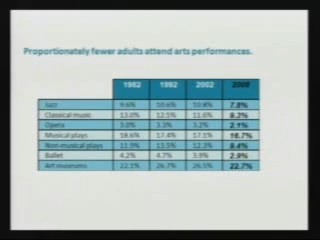 Proportionately fewer adults attend arts performances.
1982 1992 2002 2008
Jazz 9.6% 10.6% 10.8% 7.8%
Classical music 13.0% 12.5% 11.6% 9.3%
Opera 3.0% 3.3% 3.2% 2.1%
Musical plays 18.6% 17.4% 17.1% 16.7%
Non-musical plays 11.9% 13.5% 12.3% 9.4%
Ballet 4.2% 4.7% 3.9% 2.9%
Art museums 22.1% 26.7% 26.5% 22.7%